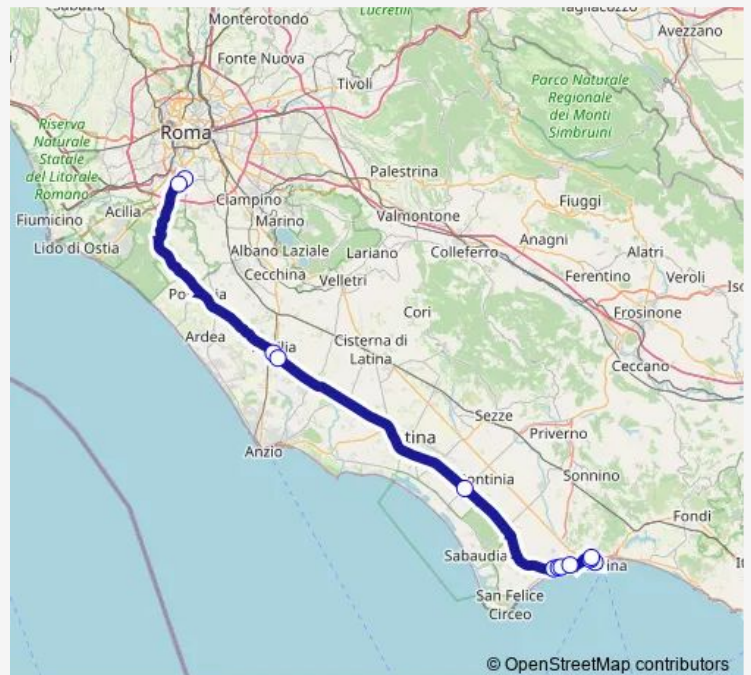 Monterotondo
Avezzano
Fonte Nuova
Tivoli
Parco Naturale
Regionale
dei Monti
Simbruini
Riserva
Naturale
Statale
del Litorale
Romano
Roma
Palestrina
Fiuggi
Ciampino
Fiumicino
Acilia
Marino
Valmontone
Anagni
Lido di Ostia
Albano Laziale
Lariano
Colleferro
Alatri
Cecchina
Velletri
Ferentino
Veroli
Cori
Frosinone
Ardea
Cisterna di
Latina
Ceccano
Sezze
Priverno
Anzio
tina
Sonnino
ontinia
Fondi
Sabaudia
ina
San Felice
Circeo
© OpenStreetMap contributors